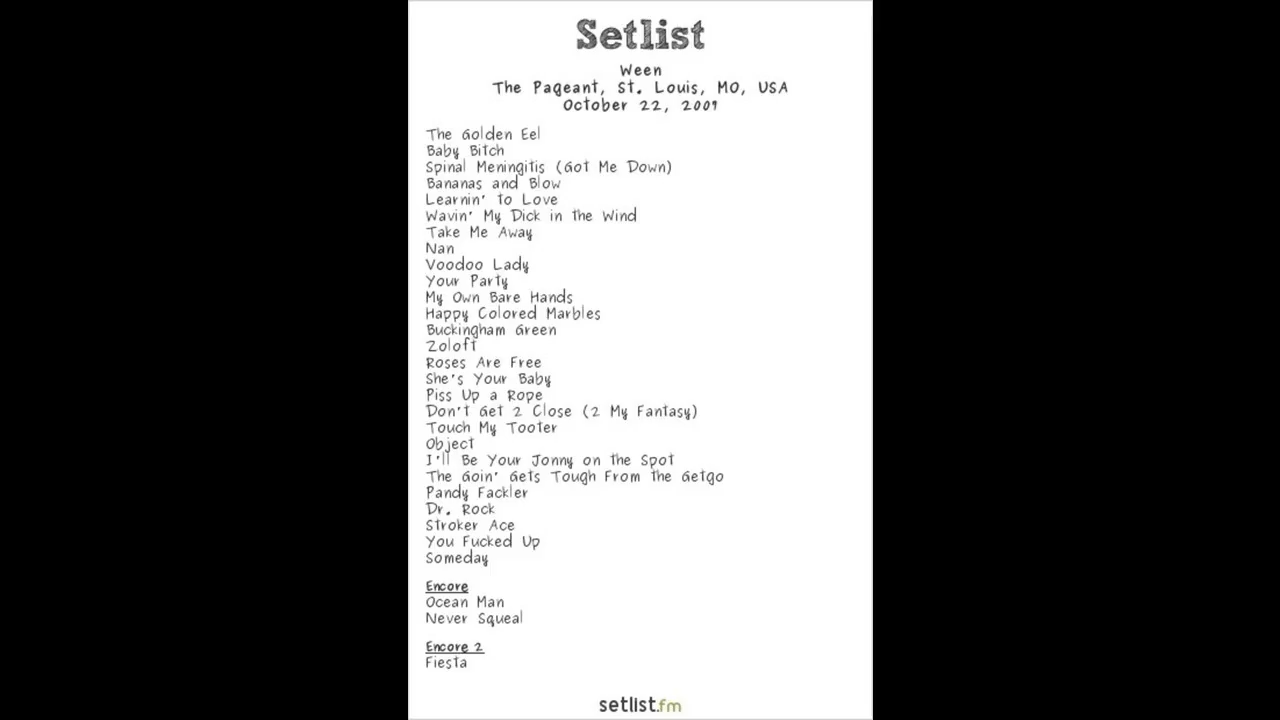 Setlist
Ween
The Pageant, St. Louis, MO, USA
October 22, 2009
The Golden Eel
Baby Bitch
Spinal Meningitis (Got Me Down)
Bananas and Blow
Learnin' to Love
Wavin' My Dick in the Wind
Take Me Away
Nan
Voodoo Lady
Your Party
My Own Bare Hands
Happy Colored Marbles
Buckingham Green
Zoloft
Roses Are Free
She's Your Baby
Piss Up a Rope
Don't Get 2 Close (2 My Fantasy)
Touch My Tooter
Object
I'll Be Your Jonny on the Spot
The Goin' Gets Tough From the Getgo
Pandy Fackler
Dr. Rock
Stroker Ace
You Fucked Up
Someday
Encore
Ocean Man
Never Squeal
Encore 2
Fiesta
setlist.fm